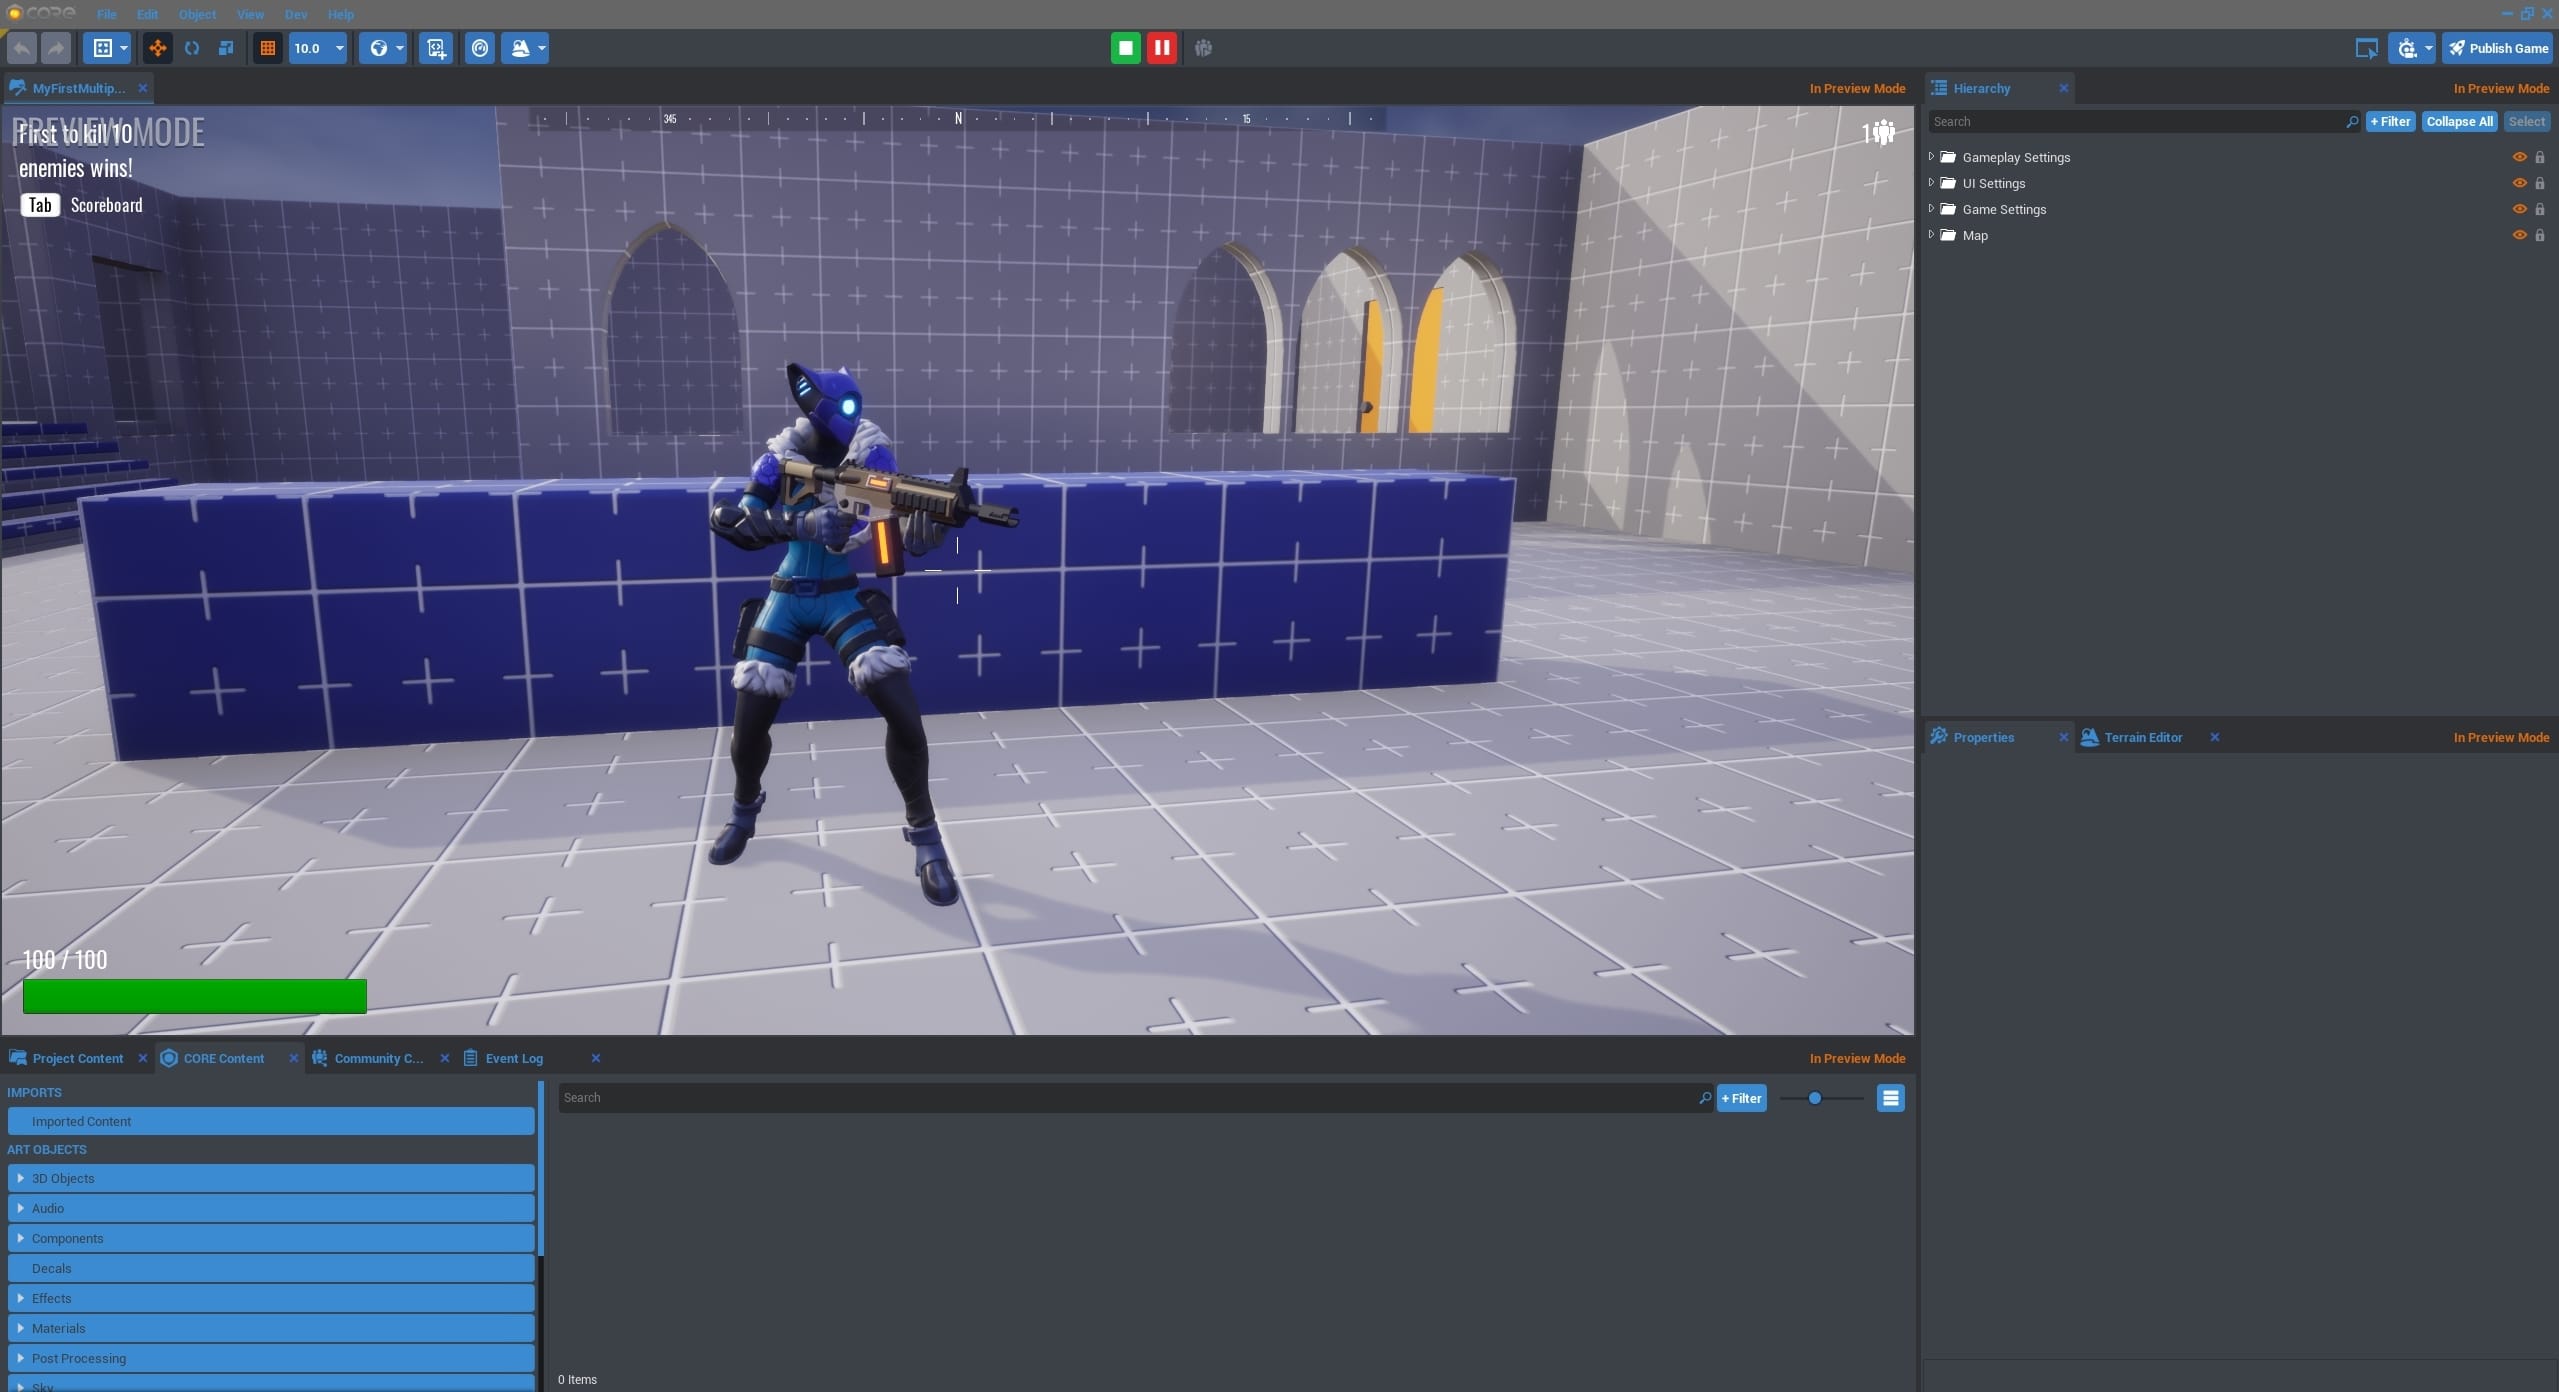 CORE File Edit Object View Dev Help
10.0 Publish Game
MyFirstMultip... In Preview Mode
PREVIEW MODE
First to kill 10
enemies wins!
Tab Scoreboard
345 N 15
1
100 / 100
Hierarchy In Preview Mode
Search + Filter Collapse All Select
Gameplay Settings
UI Settings
Game Settings
Map
Properties Terrain Editor In Preview Mode
Project Content CORE Content Community C... Event Log In Preview Mode
IMPORTS
Imported Content
ART OBJECTS
3D Objects
Audio
Components
Decals
Effects
Materials
Post Processing
Sky
Search + Filter
0 Items